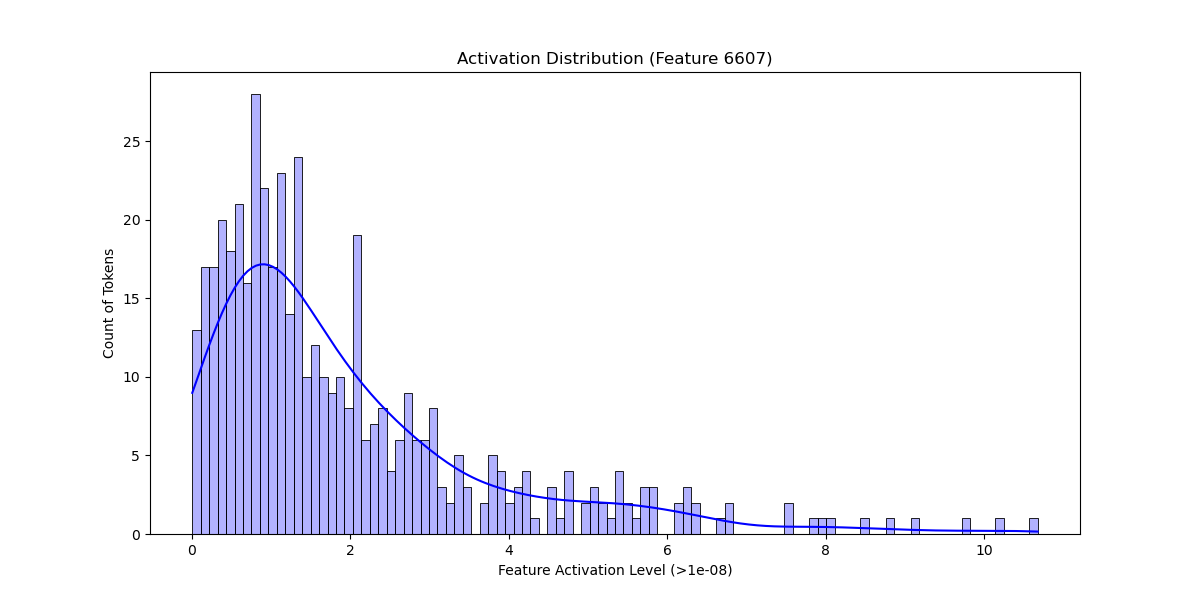 Activation Distribution (Feature 6607)
Count of Tokens
25
20
15
10
5
0
0 2 4 6 8 10
Feature Activation Level (>1e-08)